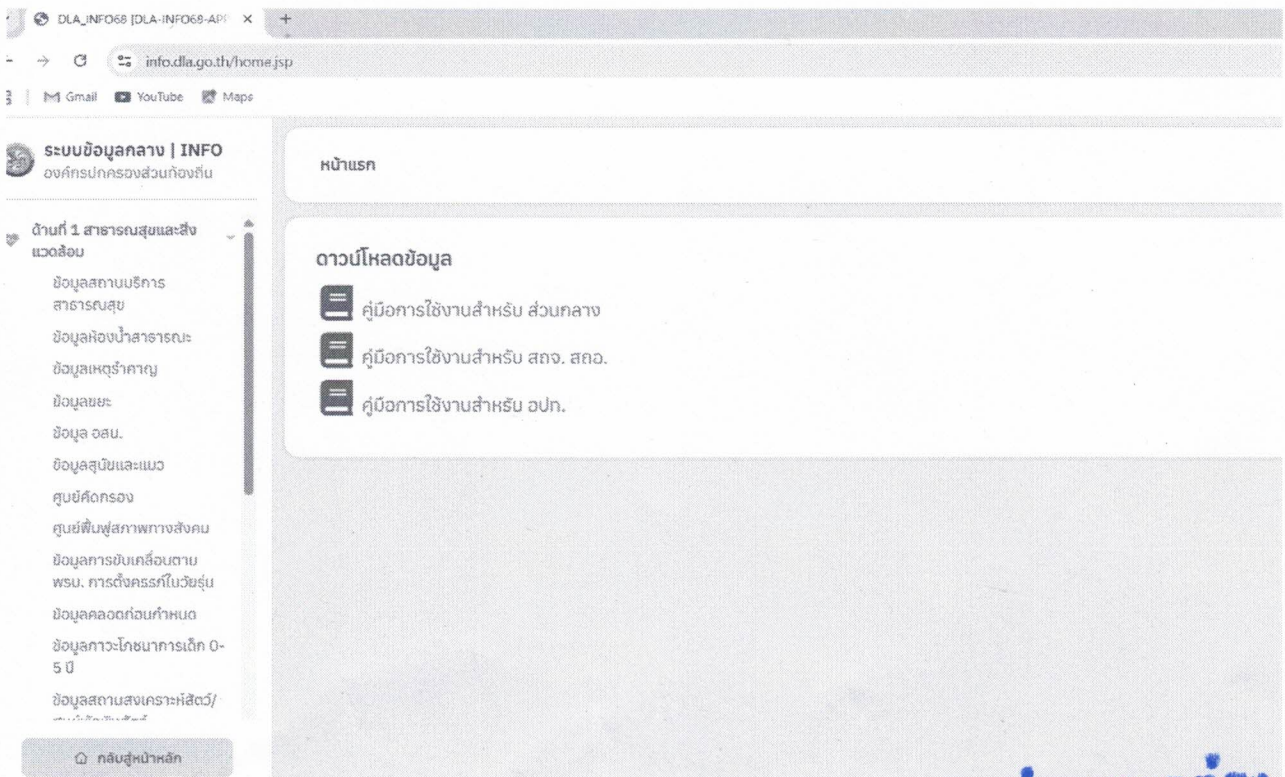 DLA_INFO68 [DLA-INFO68-API
info.dla.go.th/home.jsp
Gmail YouTube Maps
ระบบข้อมูลกลาง | INFO
องค์กรปกครองส่วนท้องถิ่น
ด้านที่ 1 สาธารณสุขและสิ่ง
แวดล้อม
ข้อมูลสถานบริการ
สาธารณสุข
ข้อมูลห้องน้ำสาธารณะ
ข้อมูลเหตุรำคาญ
ข้อมูลขยะ
ข้อมูล อสม.
ข้อมูลสุนัขและแมว
ศูนย์คัดกรอง
ศูนย์ฟื้นฟูสภาพทางสังคม
ข้อมูลการขับเคลื่อนตาม
พรบ. การตั้งครรภ์ในวัยรุ่น
ข้อมูลคลอดก่อนกำหนด
ข้อมูลภาวะโภชนาการเด็ก 0-
5 ปี
ข้อมูลสถานสงเคราะห์สัตว์/
กลับสู่หน้าหลัก
หน้าแรก
ดาวน์โหลดข้อมูล
คู่มือการใช้งานสำหรับ ส่วนกลาง
คู่มือการใช้งานสำหรับ สถจ. สถอ.
คู่มือการใช้งานสำหรับ อปท.